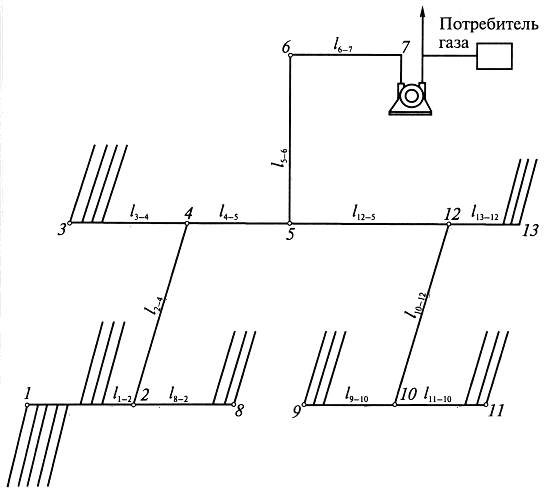 Потребитель
газа
6
l6–7
7
l5–6
3
l3–4
4
l4–5
5
l12–5
12
l13–12
13
l2–4
l10–12
1
l1–2
2
l8–2
8
9
l9–10
10
l11–10
11